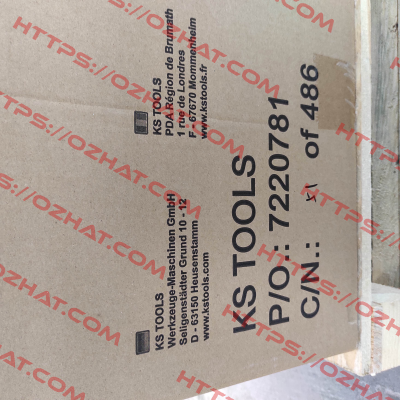 KS TOOLS
Werkzeuge-Maschinen GmbH
Seligenstädter Grund 10 - 12
D - 63150 Heusenstamm
www.kstools.com
KS TOOLS
PDA Région de Brumath
1 rue de Londres
F - 67670 Mommenheim
www.kstools.fr
KS TOOLS
P/O.: 7220781
C/N.: 51 of 486
HTTPS://OZHAT.COM